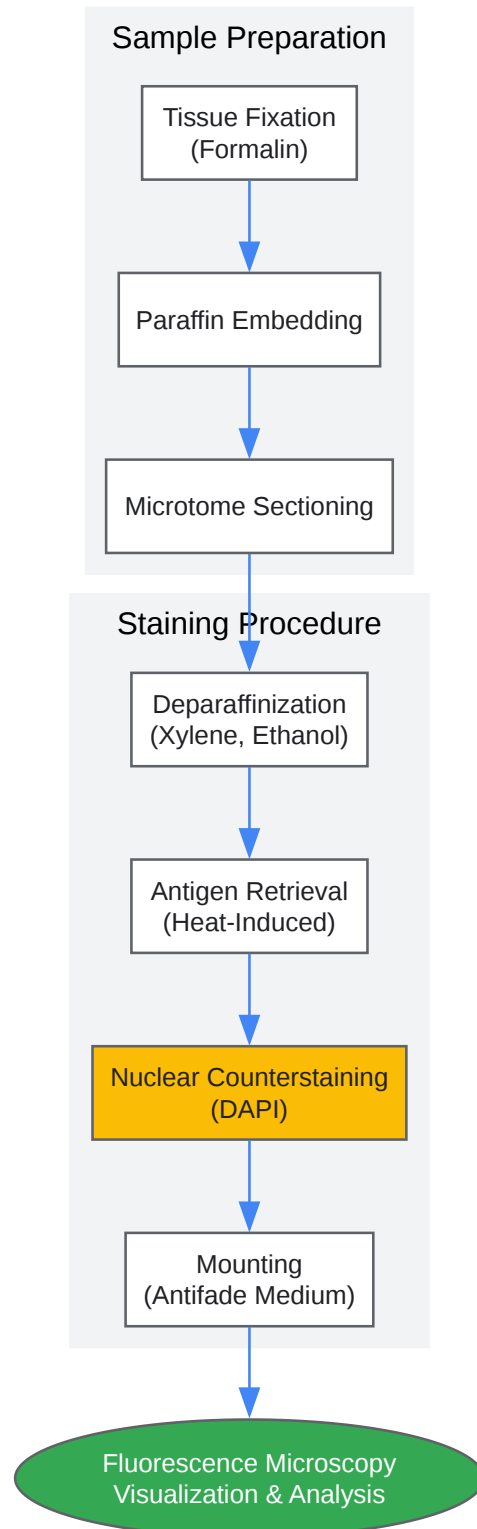 Sample Preparation
Tissue Fixation
(Formalin)
Paraffin Embedding
Microtome Sectioning
Staining Procedure
Deparaffinization
(Xylene, Ethanol)
Antigen Retrieval
(Heat-Induced)
Nuclear Counterstaining
(DAPI)
Mounting
(Antifade Medium)
Fluorescence Microscopy
Visualization & Analysis